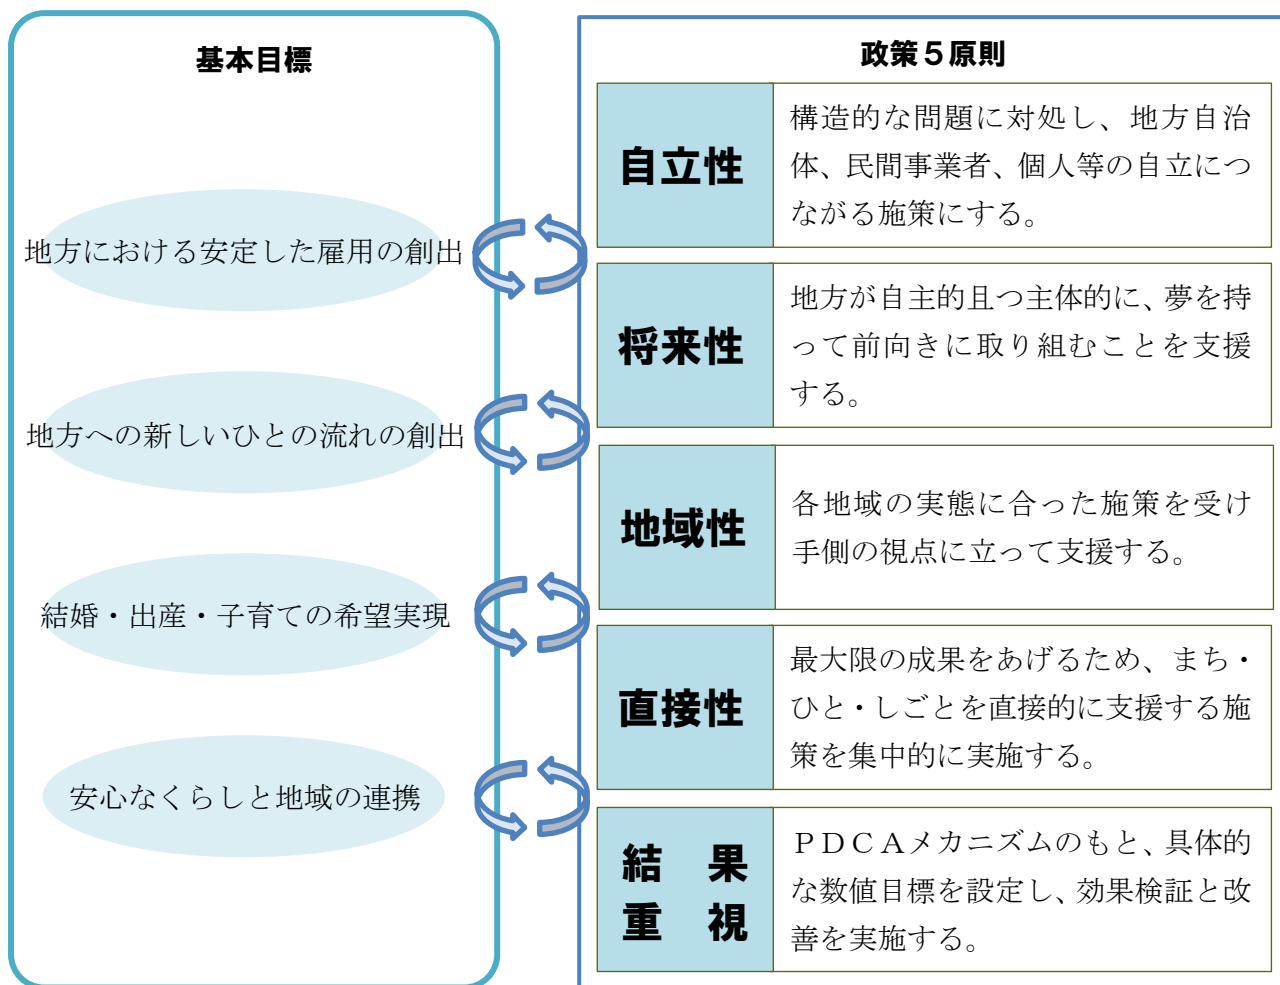 基本目標
地方における安定した雇用の創出
地方への新しいひとの流れの創出
結婚・出産・子育ての希望実現
安心なくらしと地域の連携
政策５原則
自立性
構造的な問題に対処し、地方自治
体、民間事業者、個人等の自立につ
ながる施策にする。
将来性
地方が自主的且つ主体的に、夢を持
って前向きに取り組むことを支援
する。
地域性
各地域の実態に合った施策を受け
手側の視点に立って支援する。
直接性
最大限の成果をあげるため、まち・
ひと・しごとを直接的に支援する施
策を集中的に実施する。
結　果
重　視
ＰＤＣＡメカニズムのもと、具体的
な数値目標を設定し、効果検証と改
善を実施する。